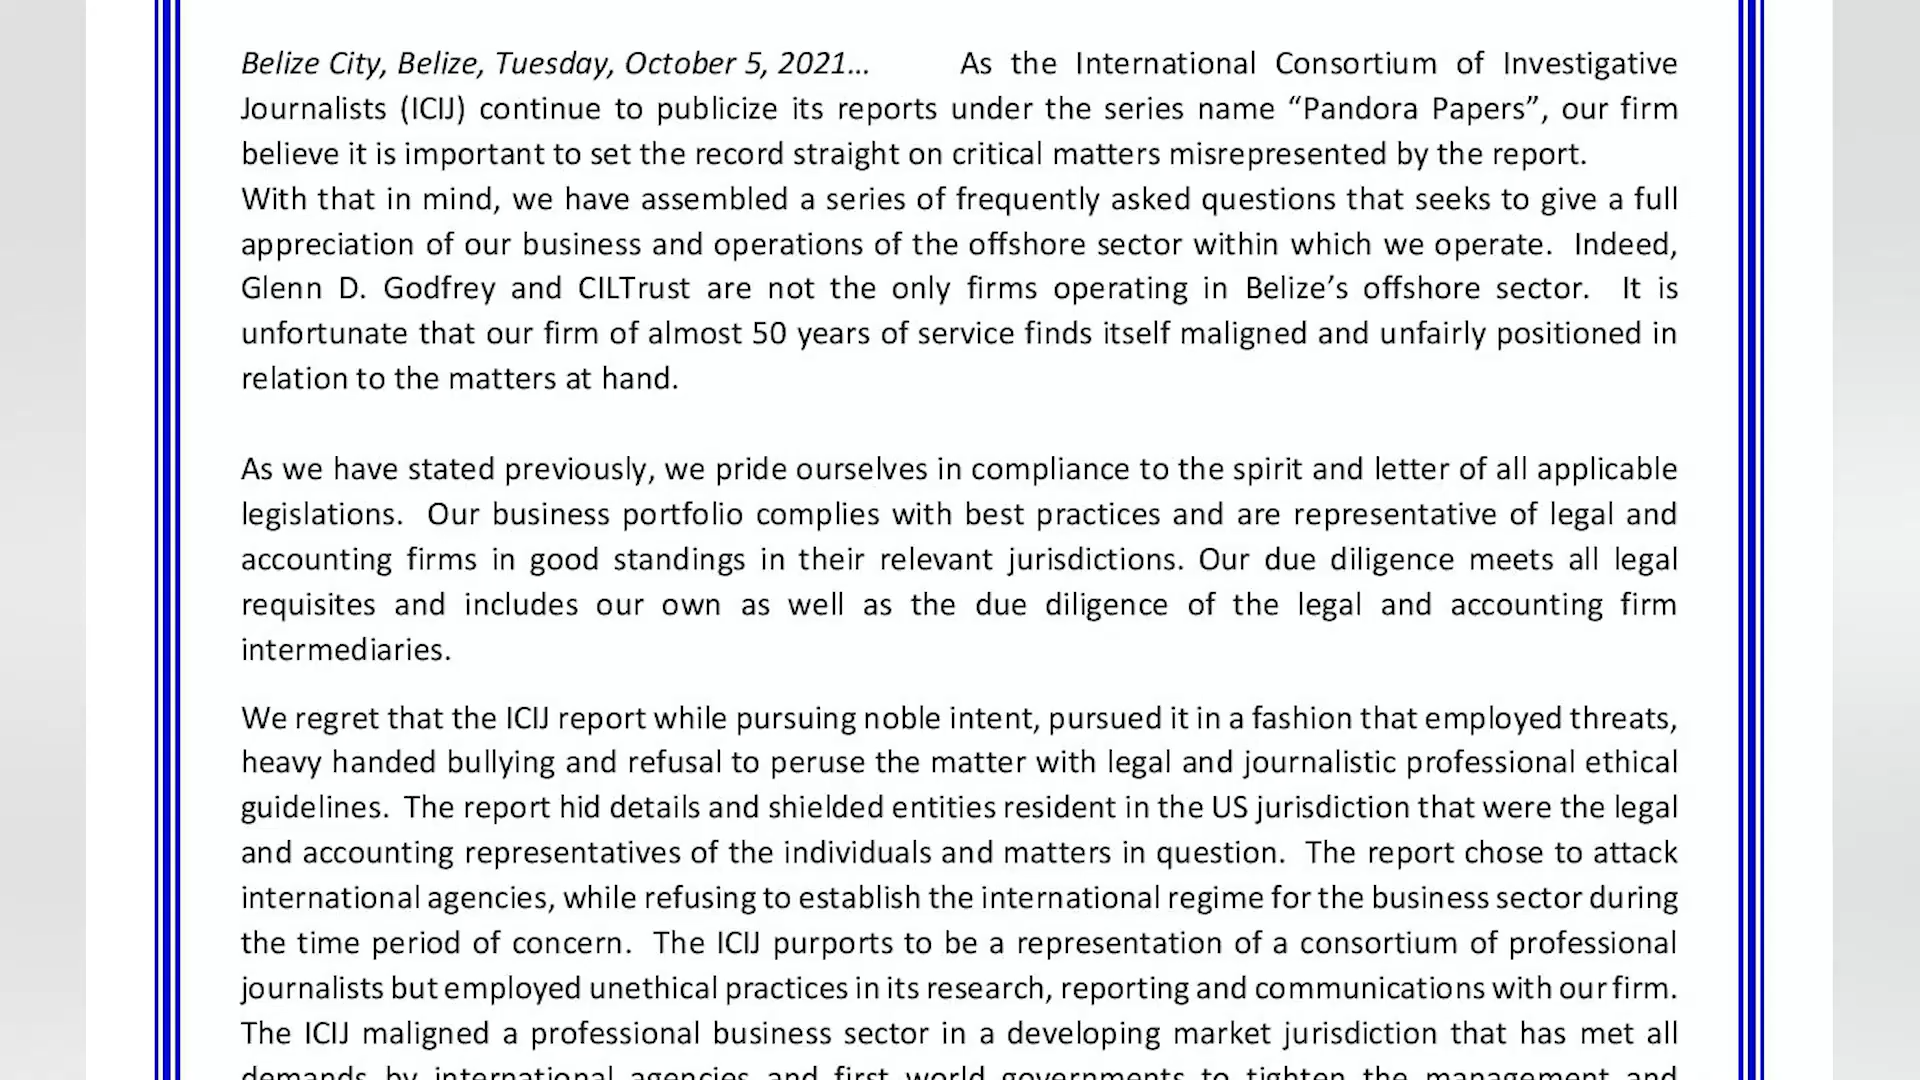 Belize City, Belize, Tuesday, October 5, 2021... As the International Consortium of Investigative
Journalists (ICIJ) continue to publicize its reports under the series name “Pandora Papers”, our firm
believe it is important to set the record straight on critical matters misrepresented by the report.
With that in mind, we have assembled a series of frequently asked questions that seeks to give a full
appreciation of our business and operations of the offshore sector within which we operate. Indeed,
Glenn D. Godfrey and CILTrust are not the only firms operating in Belize’s offshore sector. It is
unfortunate that our firm of almost 50 years of service finds itself maligned and unfairly positioned in
relation to the matters at hand.
As we have stated previously, we pride ourselves in compliance to the spirit and letter of all applicable
legislations. Our business portfolio complies with best practices and are representative of legal and
accounting firms in good standings in their relevant jurisdictions. Our due diligence meets all legal
requisites and includes our own as well as the due diligence of the legal and accounting firm
intermediaries.
We regret that the ICIJ report while pursuing noble intent, pursued it in a fashion that employed threats,
heavy handed bullying and refusal to peruse the matter with legal and journalistic professional ethical
guidelines. The report hid details and shielded entities resident in the US jurisdiction that were the legal
and accounting representatives of the individuals and matters in question. The report chose to attack
international agencies, while refusing to establish the international regime for the business sector during
the time period of concern. The ICIJ purports to be a representation of a consortium of professional
journalists but employed unethical practices in its research, reporting and communications with our firm.
The ICIJ maligned a professional business sector in a developing market jurisdiction that has met all
demands by international agencies and first world governments to tighten the management and